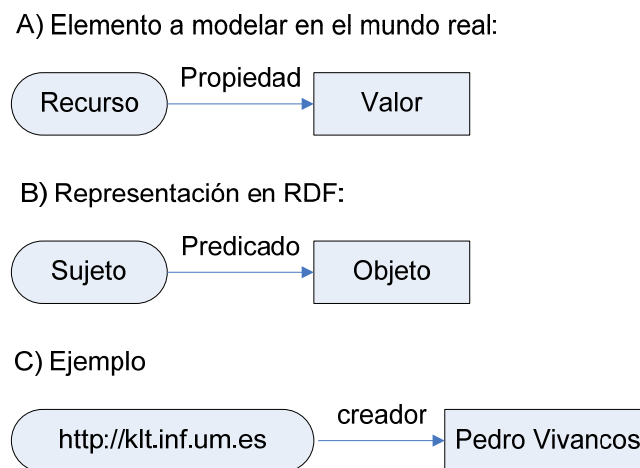 A) Elemento a modelar en el mundo real:
Propiedad
Recurso
Valor
B) Representación en RDF:
Predicado
Sujeto
Objeto
C) Ejemplo
creador
http://klt.inf.um.es
Pedro Vivancos